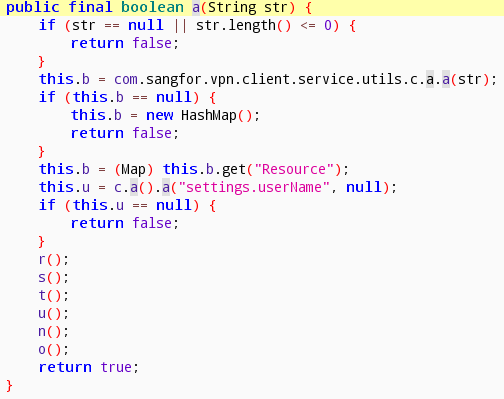 public final boolean a(String str) {
    if (str == null || str.length() <= 0) {
        return false;
    }
    this.b = com.sangfor.vpn.client.service.utils.c.a.a(str);
    if (this.b == null) {
        this.b = new HashMap();
        return false;
    }
    this.b = (Map) this.b.get("Resource");
    this.u = c.a().a("settings.userName", null);
    if (this.u == null) {
        return false;
    }
    r();
    s();
    t();
    u();
    n();
    o();
    return true;
}